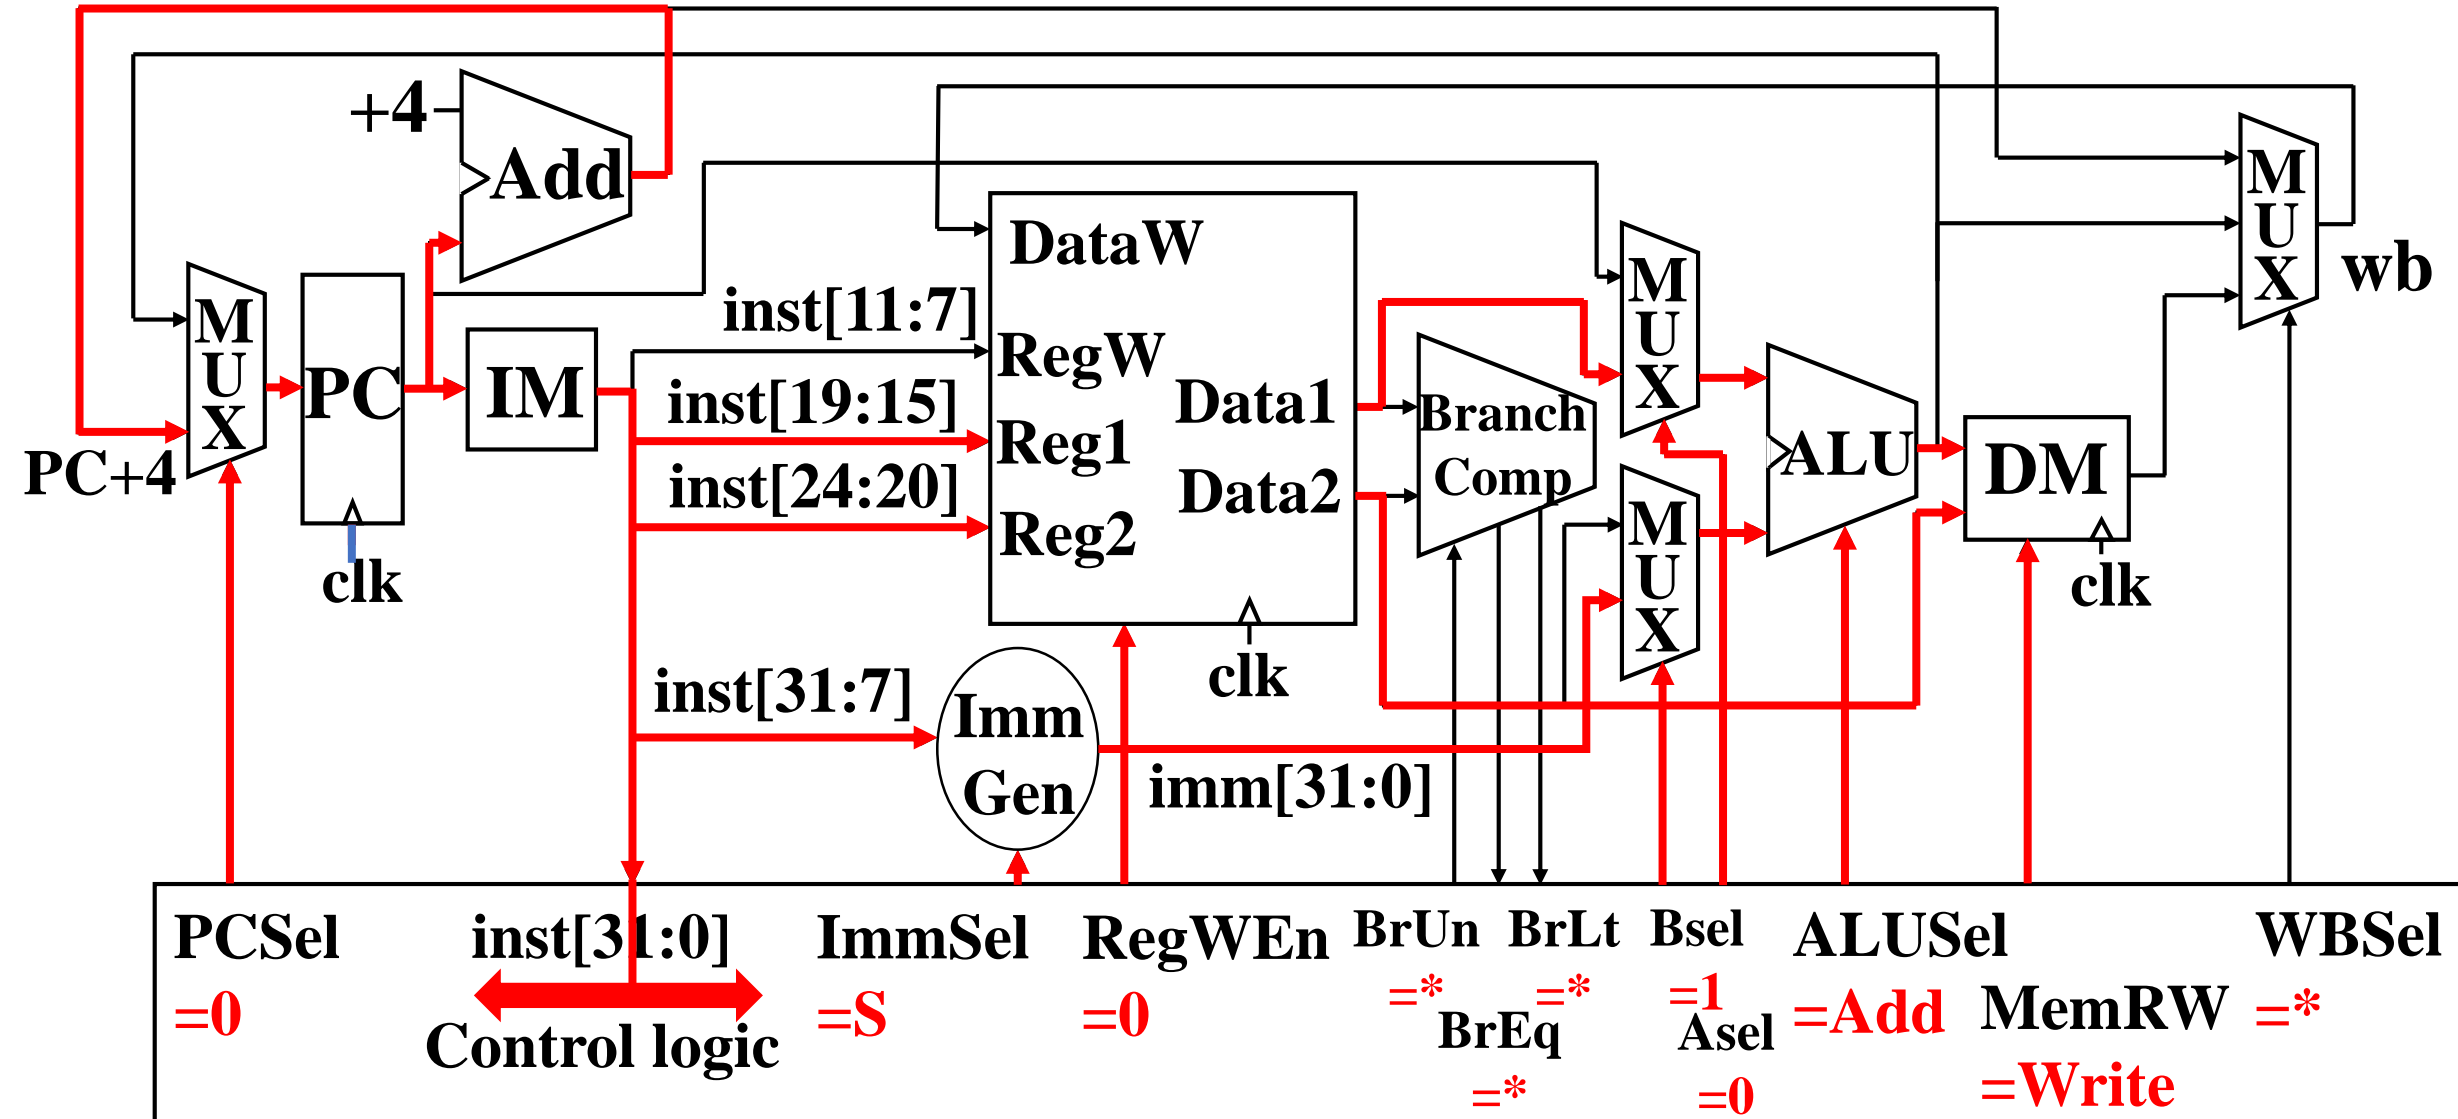 +4
Add
M
U
X
PC+4
PC
clk
IM
inst[11:7]
inst[19:15]
inst[24:20]
inst[31:7]
DataW
RegW
Reg1
Reg2
Data1
Data2
clk
Imm
Gen
imm[31:0]
Branch
Comp
M
U
X
M
U
X
ALU
DM
clk
M
U
X
wb
PCSel
=0
inst[31:0]
Control logic
ImmSel
=S
RegWEn
=0
BrUn
=*
BrEq
=*
BrLt
=*
Bsel
=1
Asel
=0
ALUSel
=Add
MemRW
=Write
WBSel
=*